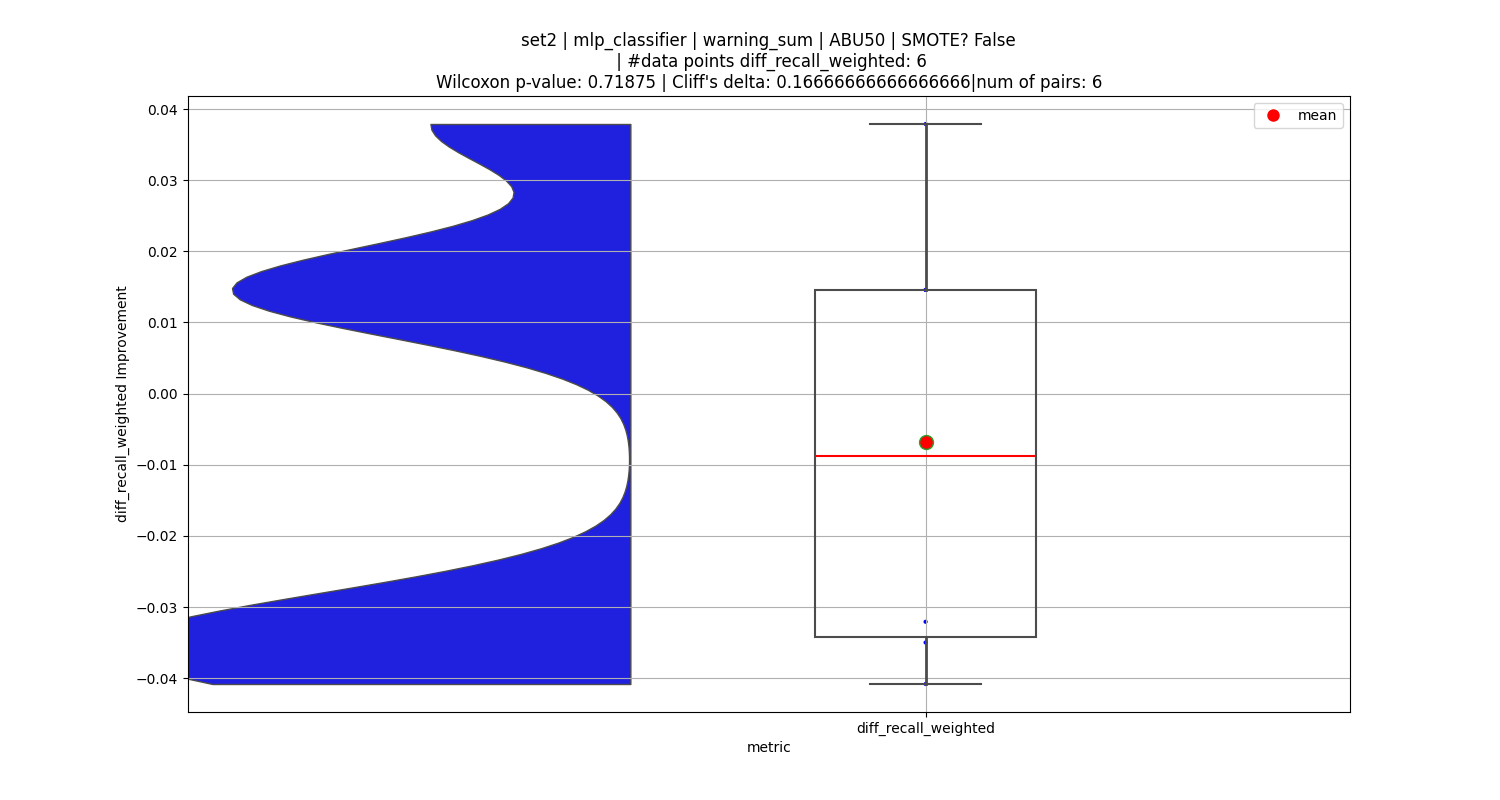 set2 | mlp_classifier | warning_sum | ABU50 | SMOTE? False
| #data points diff_recall_weighted: 6
Wilcoxon p-value: 0.71875 | Cliff's delta: 0.16666666666666666|num of pairs: 6
mean
0.04
0.03
0.02
0.01
0.00
−0.01
−0.02
−0.03
−0.04
diff_recall_weighted Improvement
diff_recall_weighted
metric